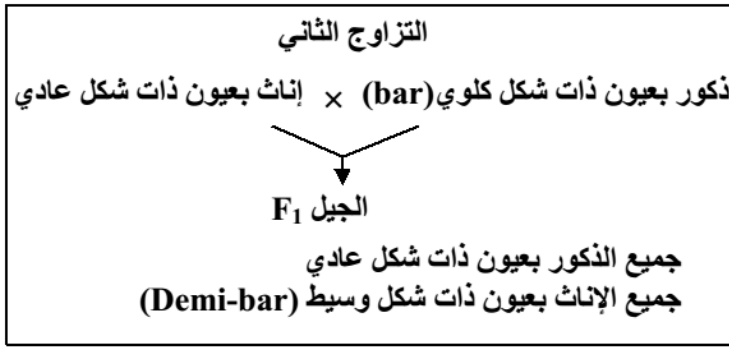 التزاوج الثاني
ذكور بعيون ذات شكل كلوي(bar) × إناث بعيون ذات شكل عادي
الجيل F₁
جميع الذكور بعيون ذات شكل عادي
جميع الإناث بعيون ذات شكل وسيط (Demi-bar)